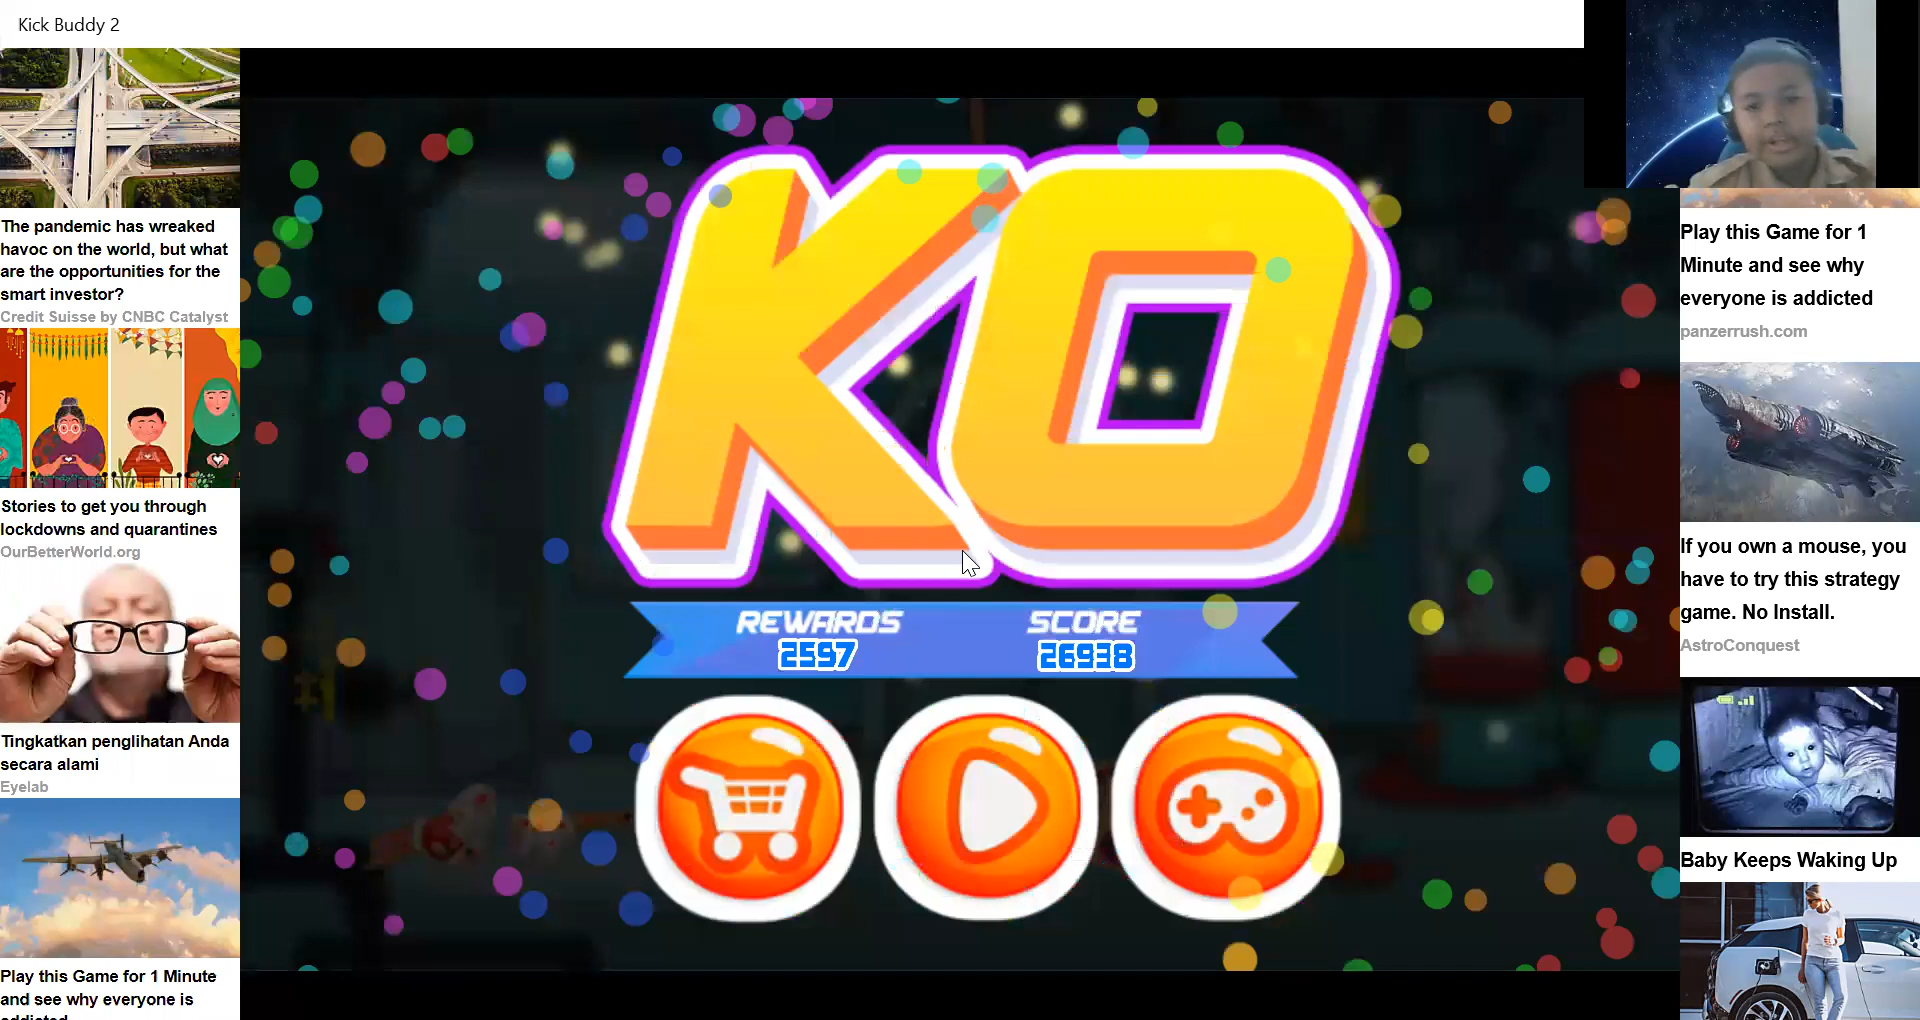 Kick Buddy 2
The pandemic has wreaked
havoc on the world, but what
are the opportunities for the
smart investor?
Credit Suisse by CNBC Catalyst
Stories to get you through
lockdowns and quarantines
OurBetterWorld.org
Tingkatkan penglihatan Anda
secara alami
Eyelab
Play this Game for 1 Minute
and see why everyone is
addicted
KO
REWARDS
2597
SCORE
26938
Play this Game for 1
Minute and see why
everyone is addicted
panzerrush.com
If you own a mouse, you
have to try this strategy
game. No Install.
AstroConquest
Baby Keeps Waking Up